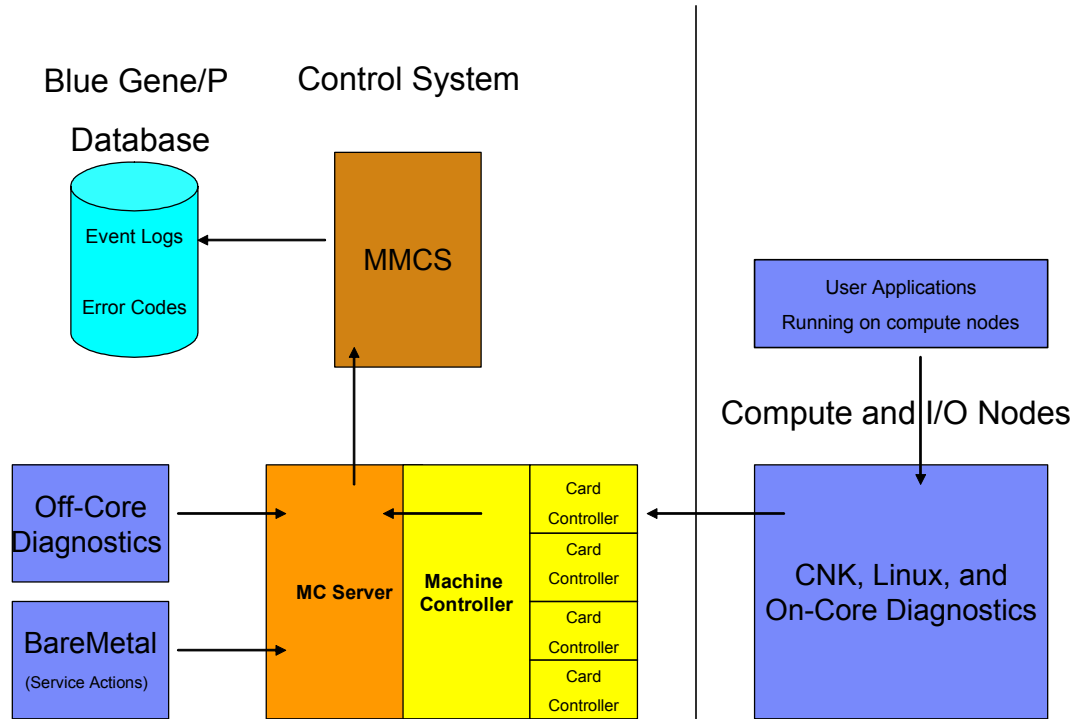 Blue Gene/P
Database
Control System
Event Logs
Error Codes
MMCS
User Applications
Running on compute nodes
Compute and I/O Nodes
Off-Core
Diagnostics
BareMetal
(Service Actions)
MC Server
Machine
Controller
Card
Controller
Card
Controller
Card
Controller
Card
Controller
CNK, Linux, and
On-Core Diagnostics